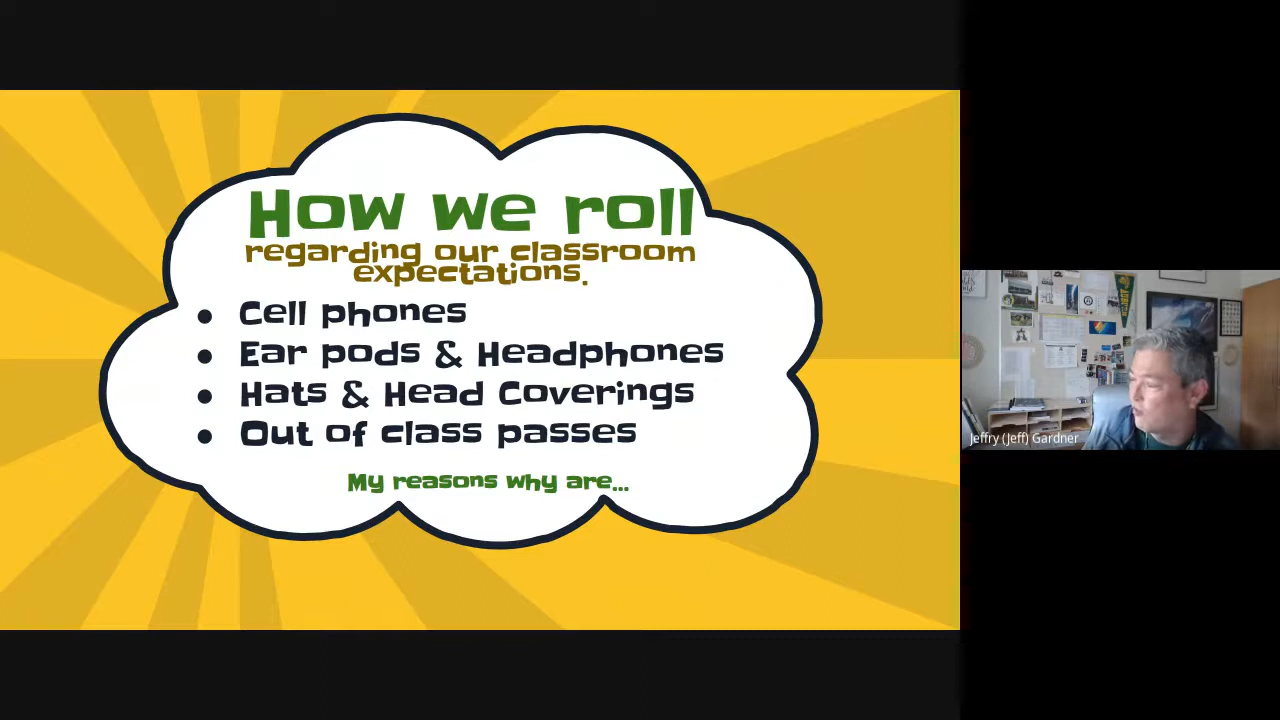 How we roll
regarding our classroom
expectations.
● Cell phones
● Ear pods & Headphones
● Hats & Head Coverings
● Out of class passes
My reasons why are...
Jeffry (Jeff) Gardner